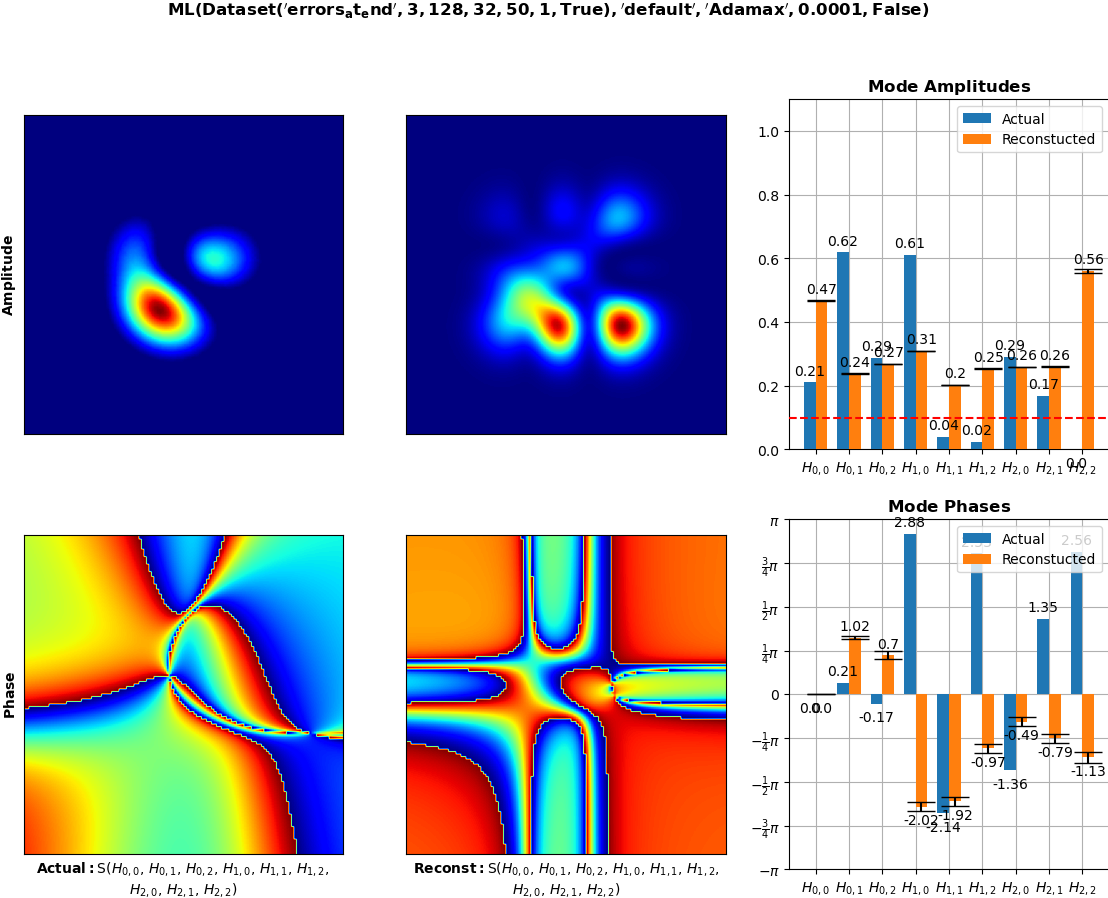 ML(Dataset('errors_at_end', 3, 128, 32, 50, 1, True), 'default', 'Adamax', 0.0001, False)
Amplitude
Mode Amplitudes
Actual
Reconstucted
1.0
0.8
0.6
0.4
0.2
0.0
0.21 0.62 0.29 0.61 0.04 0.02 0.29 0.17 0.0
0.47 0.24 0.27 0.31 0.2 0.25 0.26 0.26 0.56
H0,0 H0,1 H0,2 H1,0 H1,1 H1,2 H2,0 H2,1 H2,2
Phase
Mode Phases
Actual
Reconstucted
π
3/4π
1/2π
1/4π
0
−1/4π
−1/2π
−3/4π
−π
0.0 0.21 -0.17 2.88 -2.14 -1.36 1.35 2.56
0.0 1.02 0.7 -2.02 -1.92 -0.97 -0.49 -0.79 -1.13
H0,0 H0,1 H0,2 H1,0 H1,1 H1,2 H2,0 H2,1 H2,2
Actual: S(H0,0, H0,1, H0,2, H1,0, H1,1, H1,2,
H2,0, H2,1, H2,2)
Reconst: S(H0,0, H0,1, H0,2, H1,0, H1,1, H1,2,
H2,0, H2,1, H2,2)